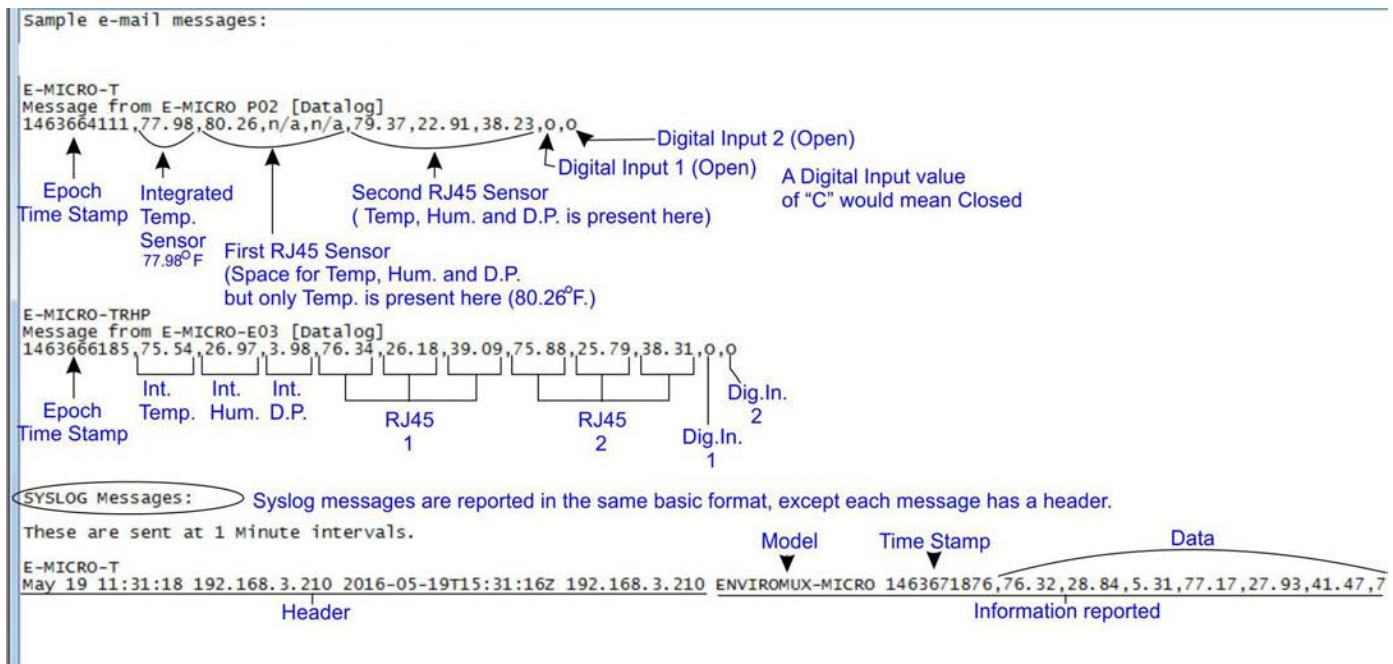 Sample e-mail messages:
E-MICRO-T
Message from E-MICRO P02 [Datalog]
1463664111,77.98,80.26,n/a,n/a,79.37,22.91,38.23,o,o
Digital Input 2 (Open)
Digital Input 1 (Open)
A Digital Input value
of “C” would mean Closed
Epoch
Time Stamp
Integrated
Temp.
Sensor
77.98°F
Second RJ45 Sensor
( Temp, Hum. and D.P. is present here)
First RJ45 Sensor
(Space for Temp, Hum. and D.P.
but only Temp. is present here (80.26°F.)
E-MICRO-TRHP
Message from E-MICRO-E03 [Datalog]
1463666185,75.54,26.97,3.98,76.34,26.18,39.09,75.88,25.79,38.31,o,o
Epoch
Time Stamp
Int.
Temp.
Int.
Hum.
Int.
D.P.
RJ45
1
RJ45
2
Dig.In.
1
Dig.In.
2
SYSLOG Messages:
Syslog messages are reported in the same basic format, except each message has a header.
These are sent at 1 Minute intervals.
Model
Time Stamp
Data
E-MICRO-T
May 19 11:31:18 192.168.3.210 2016-05-19T15:31:16Z 192.168.3.210 ENVIROMUX-MICRO 1463671876,76.32,28.84,5.31,77.17,27.93,41.47,7
Header
Information reported